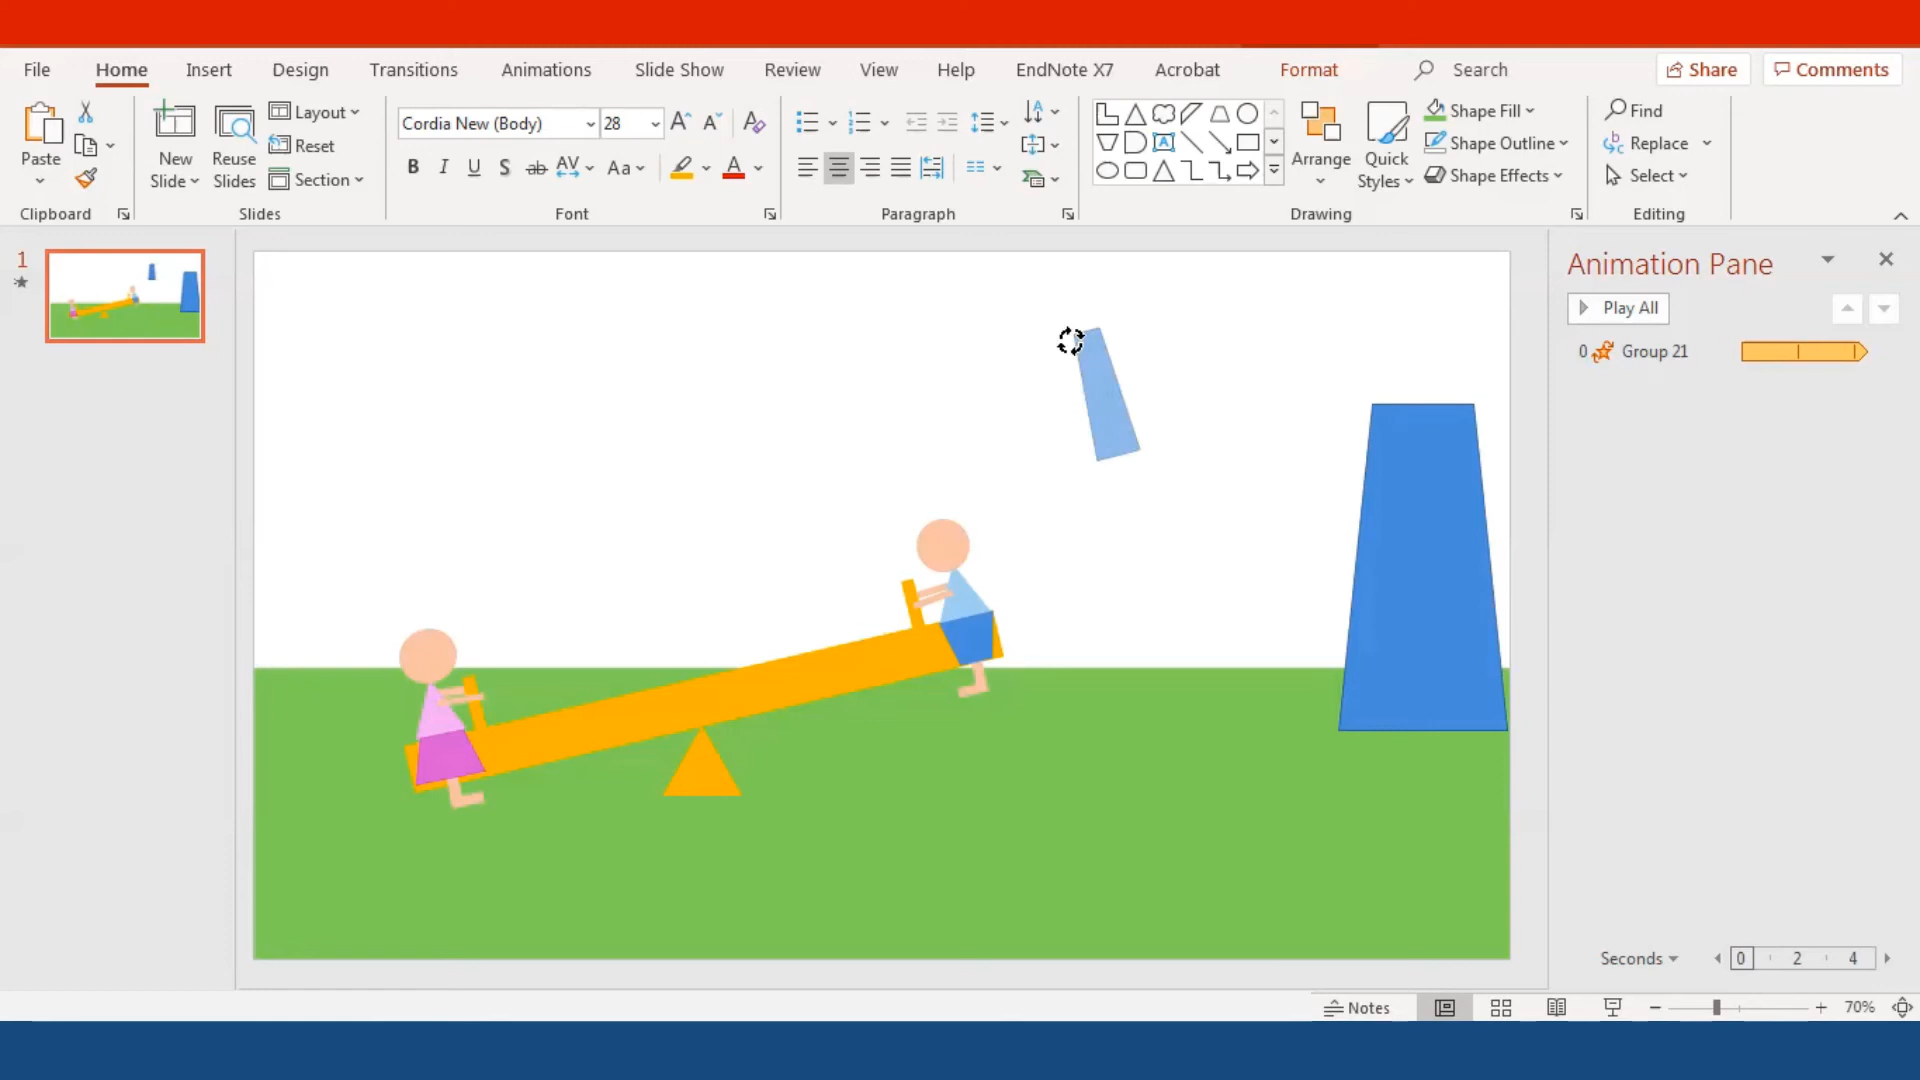 File Home Insert Design Transitions Animations Slide Show Review View Help EndNote X7 Acrobat Format Search Share Comments
Paste
New Slide
Reuse Slides
Layout
Reset
Section
Cordia New (Body) 28
B I U S ab AV Aa A
Arrange
Quick Styles
Shape Fill
Shape Outline
Shape Effects
Find
Replace
Select
Clipboard Slides Font Paragraph Drawing Editing
1
Animation Pane
Play All
0 Group 21
Seconds 0 2 4
Notes 70%